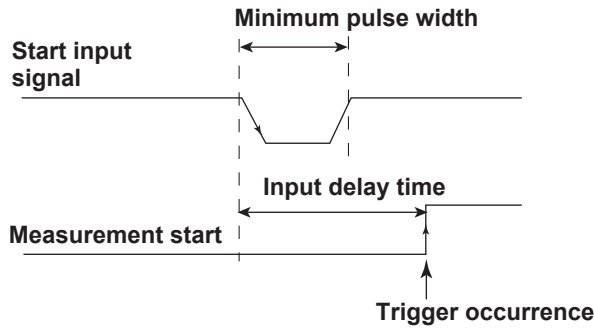 Minimum pulse width
Start input
signal
Input delay time
Measurement start
Trigger occurrence